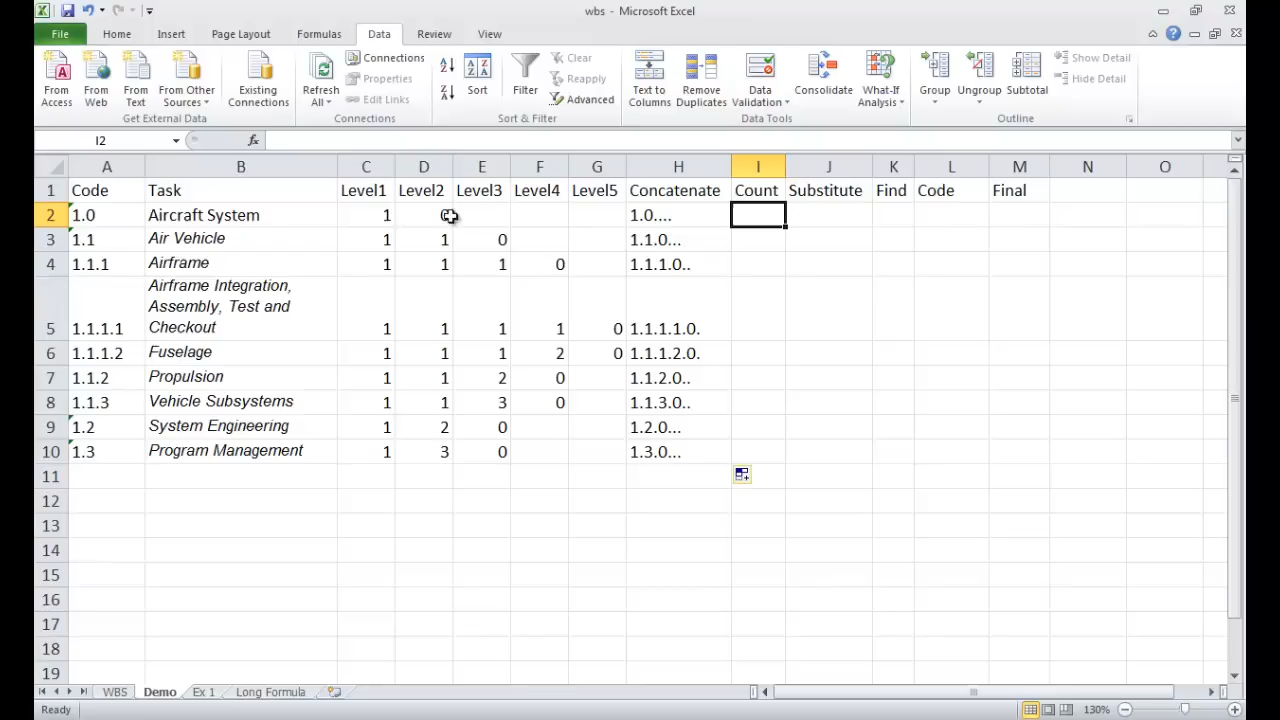 wbs - Microsoft Excel
File Home Insert Page Layout Formulas Data Review View
From Access From Web From Text From Other Sources Existing Connections Refresh All Connections Properties Edit Links Sort Filter Clear Reapply Advanced Text to Columns Remove Duplicates Data Validation Consolidate What-If Analysis Group Ungroup Subtotal Show Detail Hide Detail
Get External Data Connections Sort & Filter Data Tools Outline
I2 fx
A B C D E F G H I J K L M N O
1 Code Task Level1 Level2 Level3 Level4 Level5 Concatenate Count Substitute Find Code Final
2 1.0 Aircraft System 1 1.0....
3 1.1 Air Vehicle 1 1 0 1.1.0...
4 1.1.1 Airframe 1 1 1 0 1.1.1.0..
Airframe Integration,
Assembly, Test and
5 1.1.1.1 Checkout 1 1 1 1 0 1.1.1.1.0.
6 1.1.1.2 Fuselage 1 1 1 2 0 1.1.1.2.0.
7 1.1.2 Propulsion 1 1 2 0 1.1.2.0..
8 1.1.3 Vehicle Subsystems 1 1 3 0 1.1.3.0..
9 1.2 System Engineering 1 2 0 1.2.0...
10 1.3 Program Management 1 3 0 1.3.0...
11
12
13
14
15
16
17
18
19
WBS Demo Ex 1 Long Formula
Ready 130%